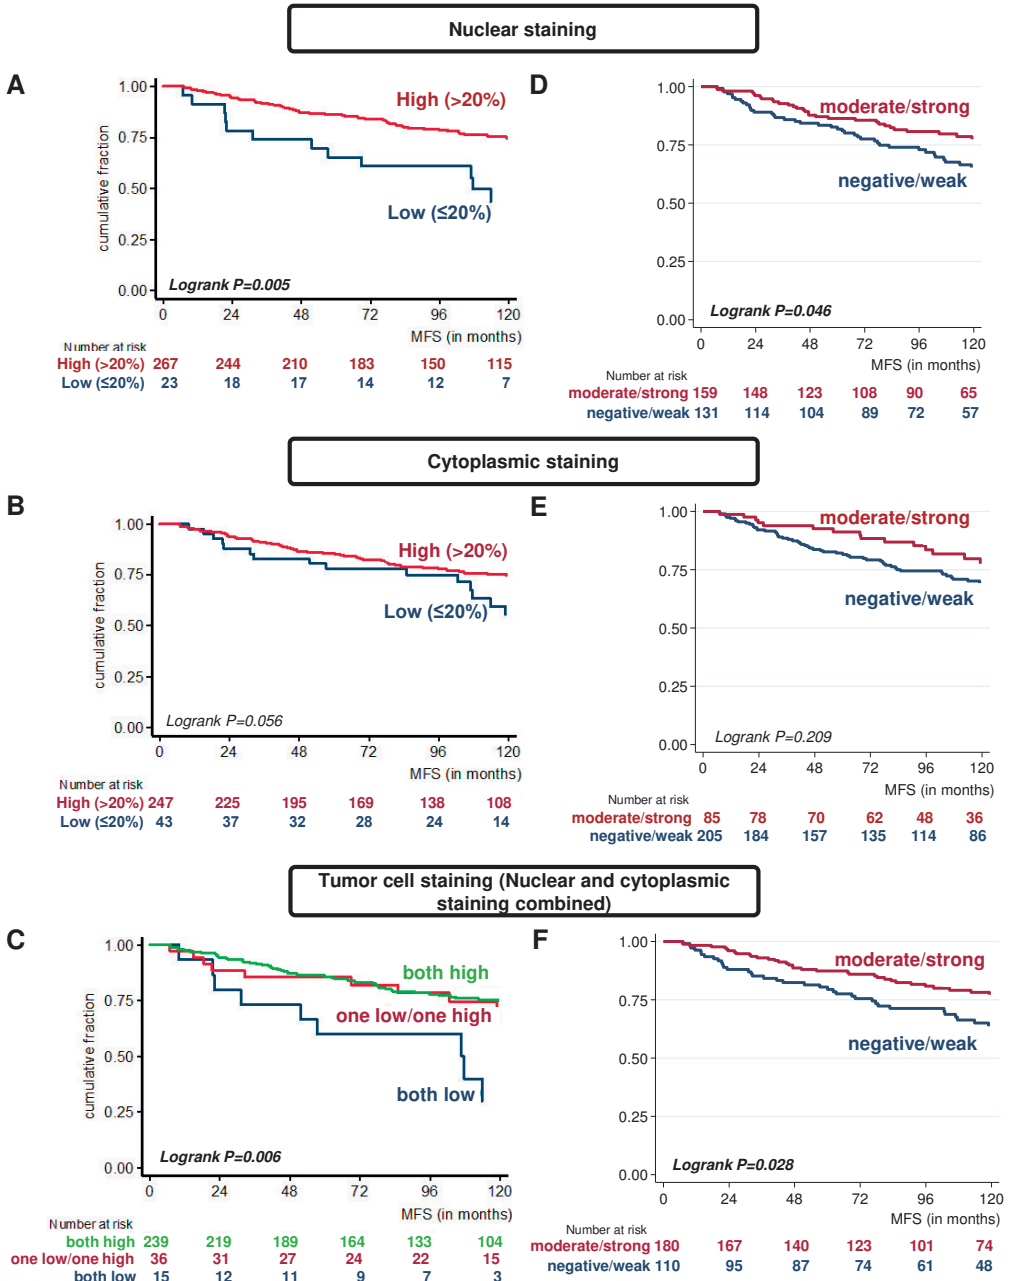 Nuclear staining
A
1.00
0.75
0.50
0.25
0.00
cumulative fraction
High (>20%)
Low (≤20%)
Logrank P=0.005
0 24 48 72 96 120
MFS (in months)
Number at risk
High (>20%) 267 244 210 183 150 115
Low (≤20%) 23 18 17 14 12 7
D
1.00
0.75
0.50
0.25
0.00
moderate/strong
negative/weak
Logrank P=0.046
0 24 48 72 96 120
MFS (in months)
Number at risk
moderate/strong 159 148 123 108 90 65
negative/weak 131 114 104 89 72 57
Cytoplasmic staining
B
1.00
0.75
0.50
0.25
0.00
cumulative fraction
High (>20%)
Low (≤20%)
Logrank P=0.056
0 24 48 72 96 120
MFS (in months)
Number at risk
High (>20%) 247 225 195 169 138 108
Low (≤20%) 43 37 32 28 24 14
E
1.00
0.75
0.50
0.25
0.00
moderate/strong
negative/weak
Logrank P=0.209
0 24 48 72 96 120
MFS (in months)
Number at risk
moderate/strong 85 78 70 62 48 36
negative/weak 205 184 157 135 114 86
Tumor cell staining (Nuclear and cytoplasmic
staining combined)
C
1.00
0.75
0.50
0.25
0.00
cumulative fraction
both high
one low/one high
both low
Logrank P=0.006
0 24 48 72 96 120
MFS (in months)
Number at risk
both high 239 219 189 164 133 104
one low/one high 36 31 27 24 22 15
both low 15 12 11 9 7 3
F
1.00
0.75
0.50
0.25
0.00
moderate/strong
negative/weak
Logrank P=0.028
0 24 48 72 96 120
MFS (in months)
Number at risk
moderate/strong 180 167 140 123 101 74
negative/weak 110 95 87 74 61 48